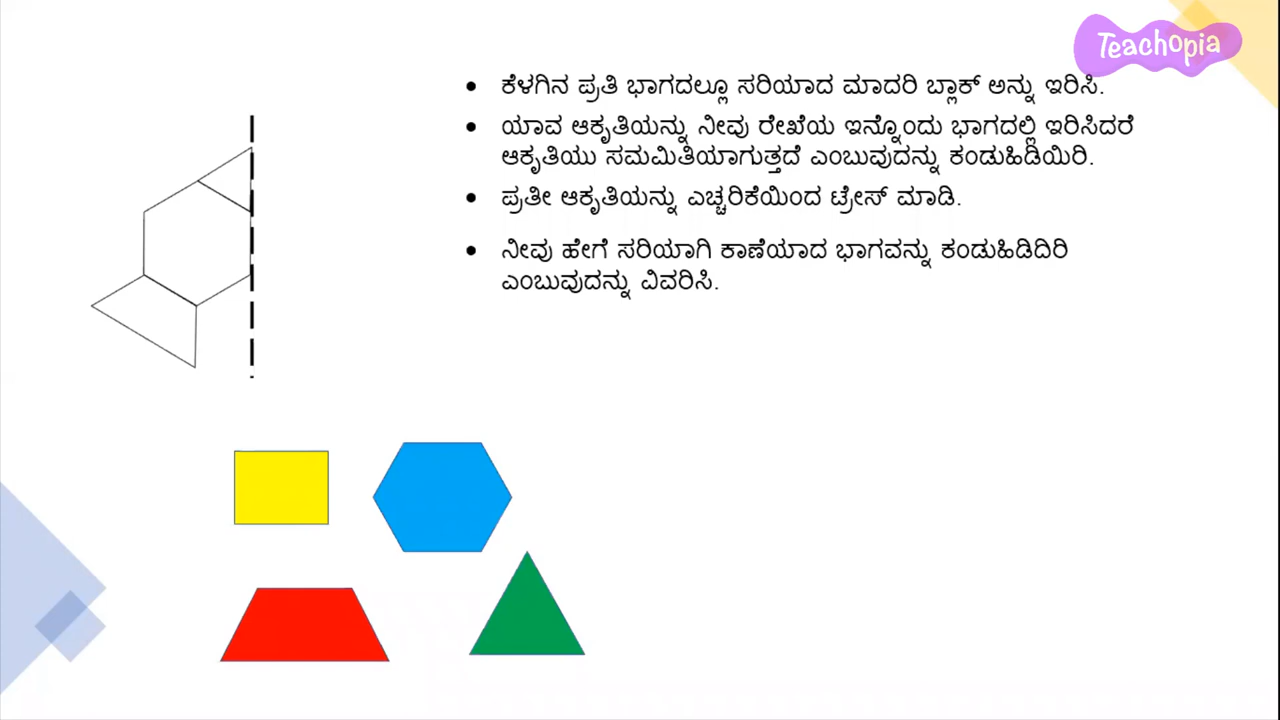 Teachopia
• ಕೆಳಗಿನ ಪ್ರತಿ ಭಾಗದಲ್ಲೂ ಸರಿಯಾದ ಮಾದರಿ ಬ್ಲಾಕ್ ಅನ್ನು ಇರಿಸಿ.
• ಯಾವ ಆಕೃತಿಯನ್ನು ನೀವು ರೇಖೆಯ ಇನ್ನೊಂದು ಭಾಗದಲ್ಲಿ ಇರಿಸಿದರೆ
ಆಕೃತಿಯು ಸಮಮಿತಿಯಾಗುತ್ತದೆ ಎಂಬುವುದನ್ನು ಕಂಡುಹಿಡಿಯಿರಿ.
• ಪ್ರತೀ ಆಕೃತಿಯನ್ನು ಎಚ್ಚರಿಕೆಯಿಂದ ಟ್ರೇಸ್ ಮಾಡಿ.
• ನೀವು ಹೇಗೆ ಸರಿಯಾಗಿ ಕಾಣೆಯಾದ ಭಾಗವನ್ನು ಕಂಡುಹಿಡಿದಿರಿ
ಎಂಬುವುದನ್ನು ವಿವರಿಸಿ.